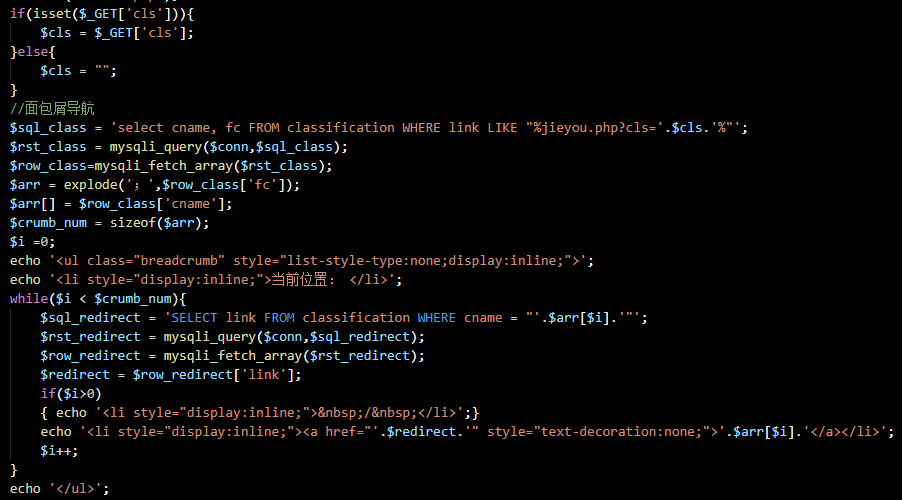 if(isset($_GET['cls'])){
    $cls = $_GET['cls'];
}else{
    $cls = "";
}
//面包屑导航
$sql_class = 'select cname, fc FROM classification WHERE link LIKE "%jieyou.php?cls='.$cls.'%"';
$rst_class = mysqli_query($conn,$sql_class);
$row_class=mysqli_fetch_array($rst_class);
$arr = explode('；',$row_class['fc']);
$arr[] = $row_class['cname'];
$crumb_num = sizeof($arr);
$i =0;
echo '<ul class="breadcrumb" style="list-style-type:none;display:inline;">';
echo '<li style="display:inline;">当前位置： </li>';
while($i < $crumb_num){
    $sql_redirect = 'SELECT link FROM classification WHERE cname = "'.$arr[$i].'"';
    $rst_redirect = mysqli_query($conn,$sql_redirect);
    $row_redirect = mysqli_fetch_array($rst_redirect);
    $redirect = $row_redirect['link'];
    if($i>0)
    { echo '<li style="display:inline;">&nbsp;/&nbsp;</li>';}
    echo '<li style="display:inline;"><a href="'.$redirect.'" style="text-decoration:none;">'.$arr[$i].'</a></li>';
    $i++;
}
echo '</ul>';